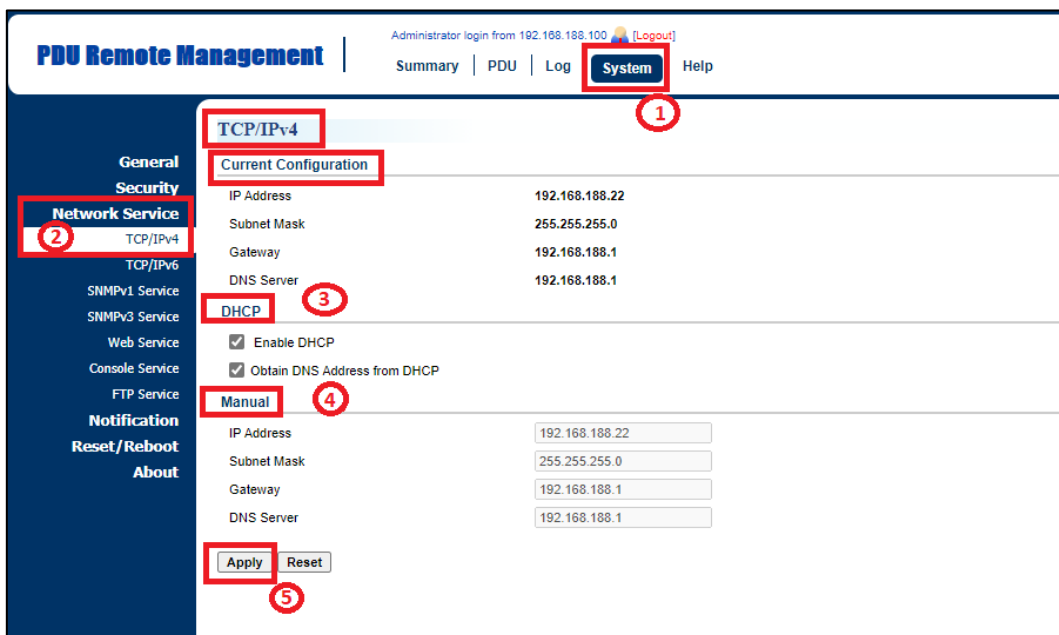 Administrator login from 192.168.188.100 [Logout]
PDU Remote Management
Summary PDU Log System Help
1
General
Security
Network Service
2
TCP/IPv4
TCP/IPv6
SNMPv1 Service
SNMPv3 Service
Web Service
Console Service
FTP Service
Notification
Reset/Reboot
About
TCP/IPv4
Current Configuration
IP Address 192.168.188.22
Subnet Mask 255.255.255.0
Gateway 192.168.188.1
DNS Server 192.168.188.1
3
DHCP
Enable DHCP
Obtain DNS Address from DHCP
4
Manual
IP Address 192.168.188.22
Subnet Mask 255.255.255.0
Gateway 192.168.188.1
DNS Server 192.168.188.1
Apply Reset
5